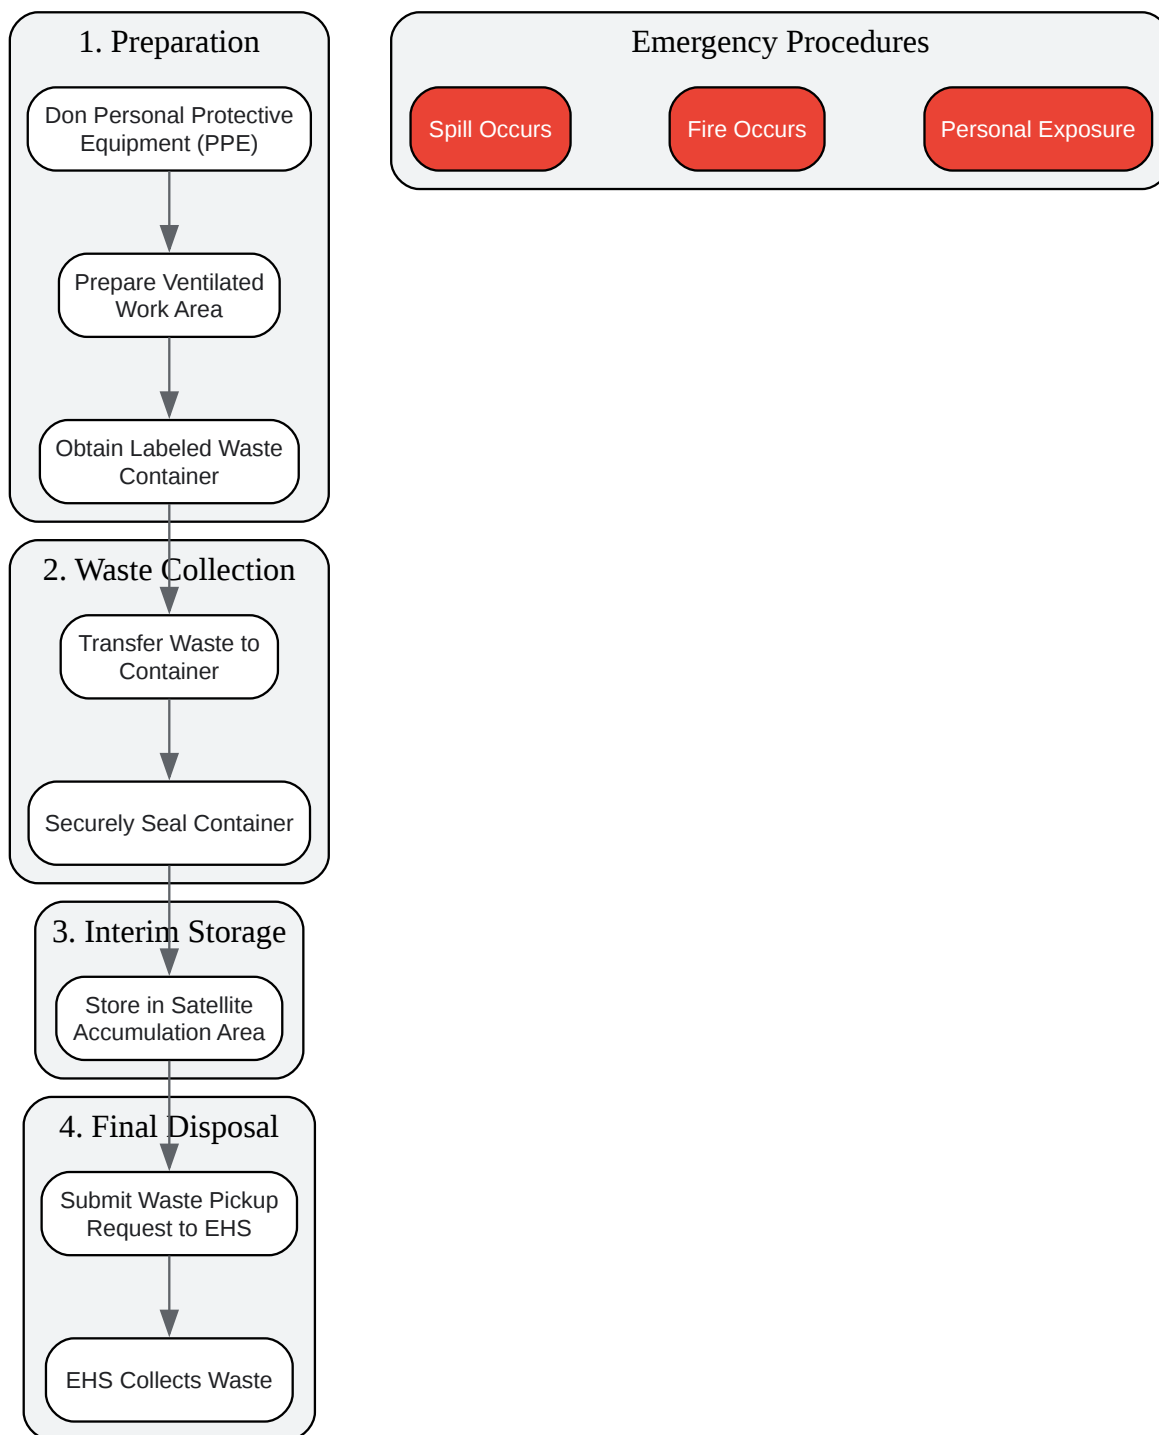 1. Preparation
Don Personal Protective
Equipment (PPE)
Prepare Ventilated
Work Area
Obtain Labeled Waste
Container
2. Waste Collection
Transfer Waste to
Container
Securely Seal Container
3. Interim Storage
Store in Satellite
Accumulation Area
4. Final Disposal
Submit Waste Pickup
Request to EHS
EHS Collects Waste
Emergency Procedures
Spill Occurs
Fire Occurs
Personal Exposure